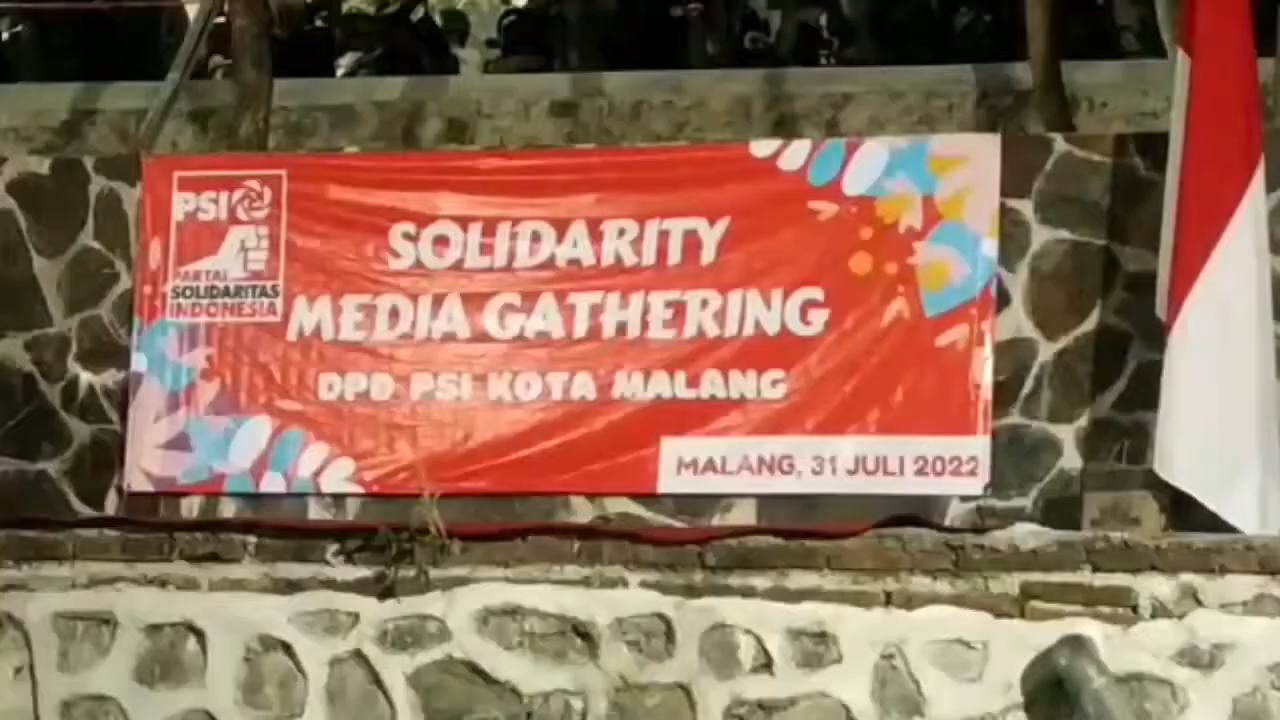 PSI
PARTAI
SOLIDARITAS
INDONESIA
SOLIDARITY
MEDIA GATHERING
DPD PSI KOTA MALANG
MALANG, 31 JULI 2022